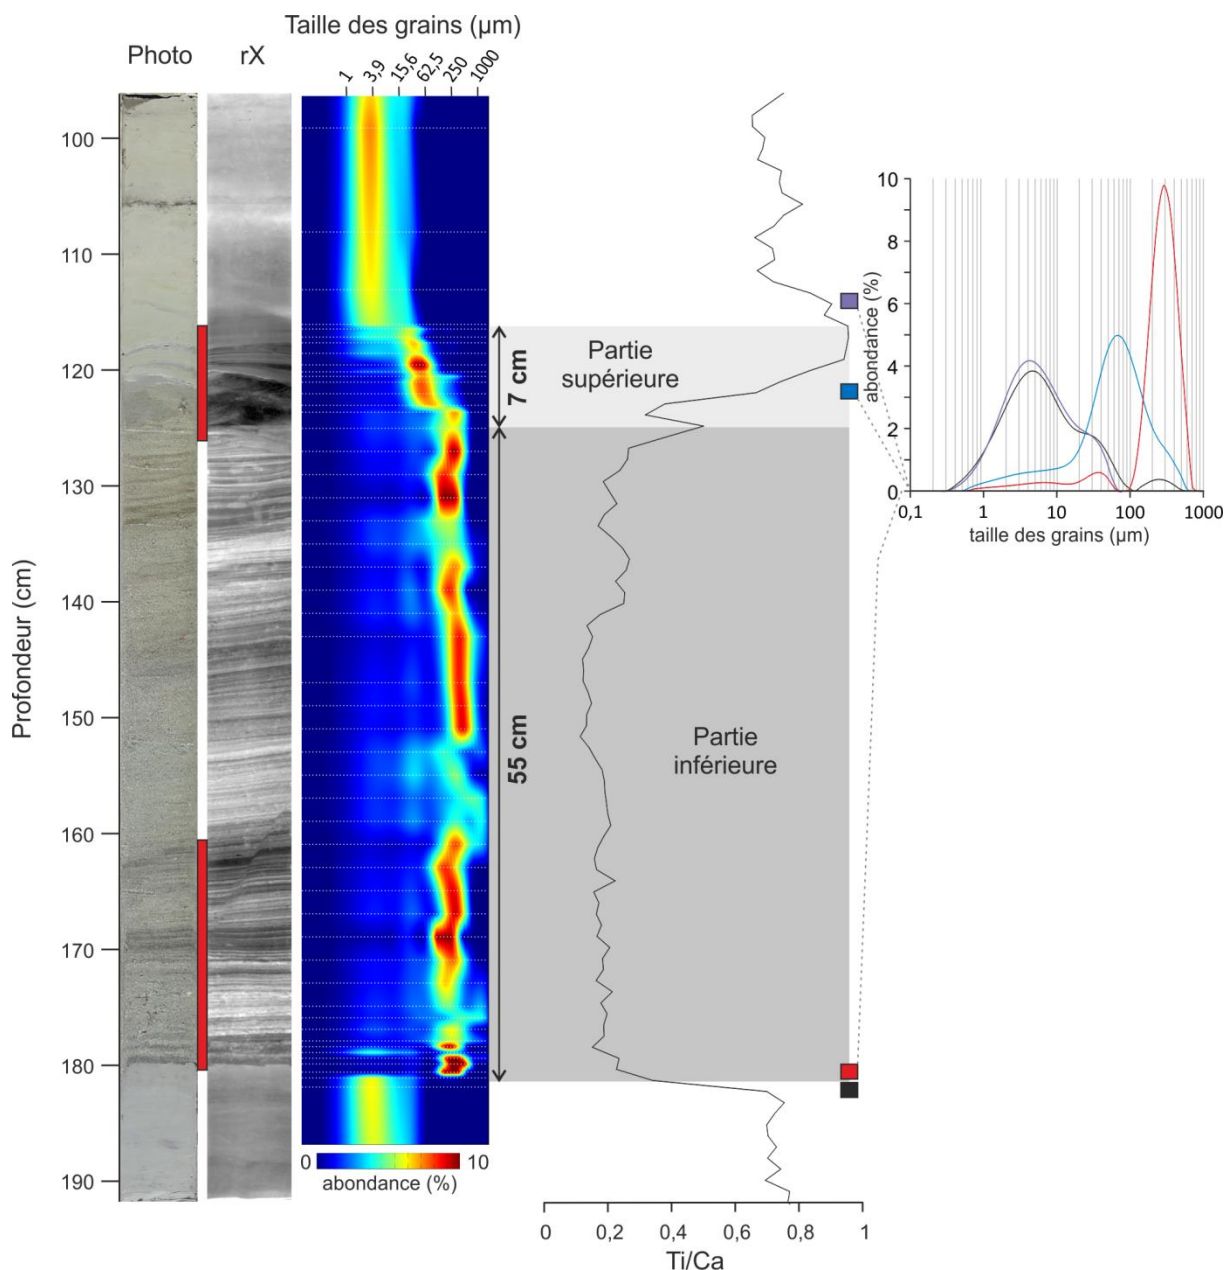 Taille des grains (µm)
Photo
rX
1
3,9
15,6
62,5
250
1000
Profondeur (cm)
100
110
120
130
140
150
160
170
180
190
7 cm
Partie
supérieure
55 cm
Partie
inférieure
0
10
abondance (%)
0
0,2
0,4
0,6
0,8
1
Ti/Ca
abondance (%)
10
8
6
4
2
0
0,1
1
10
100
1000
taille des grains (µm)